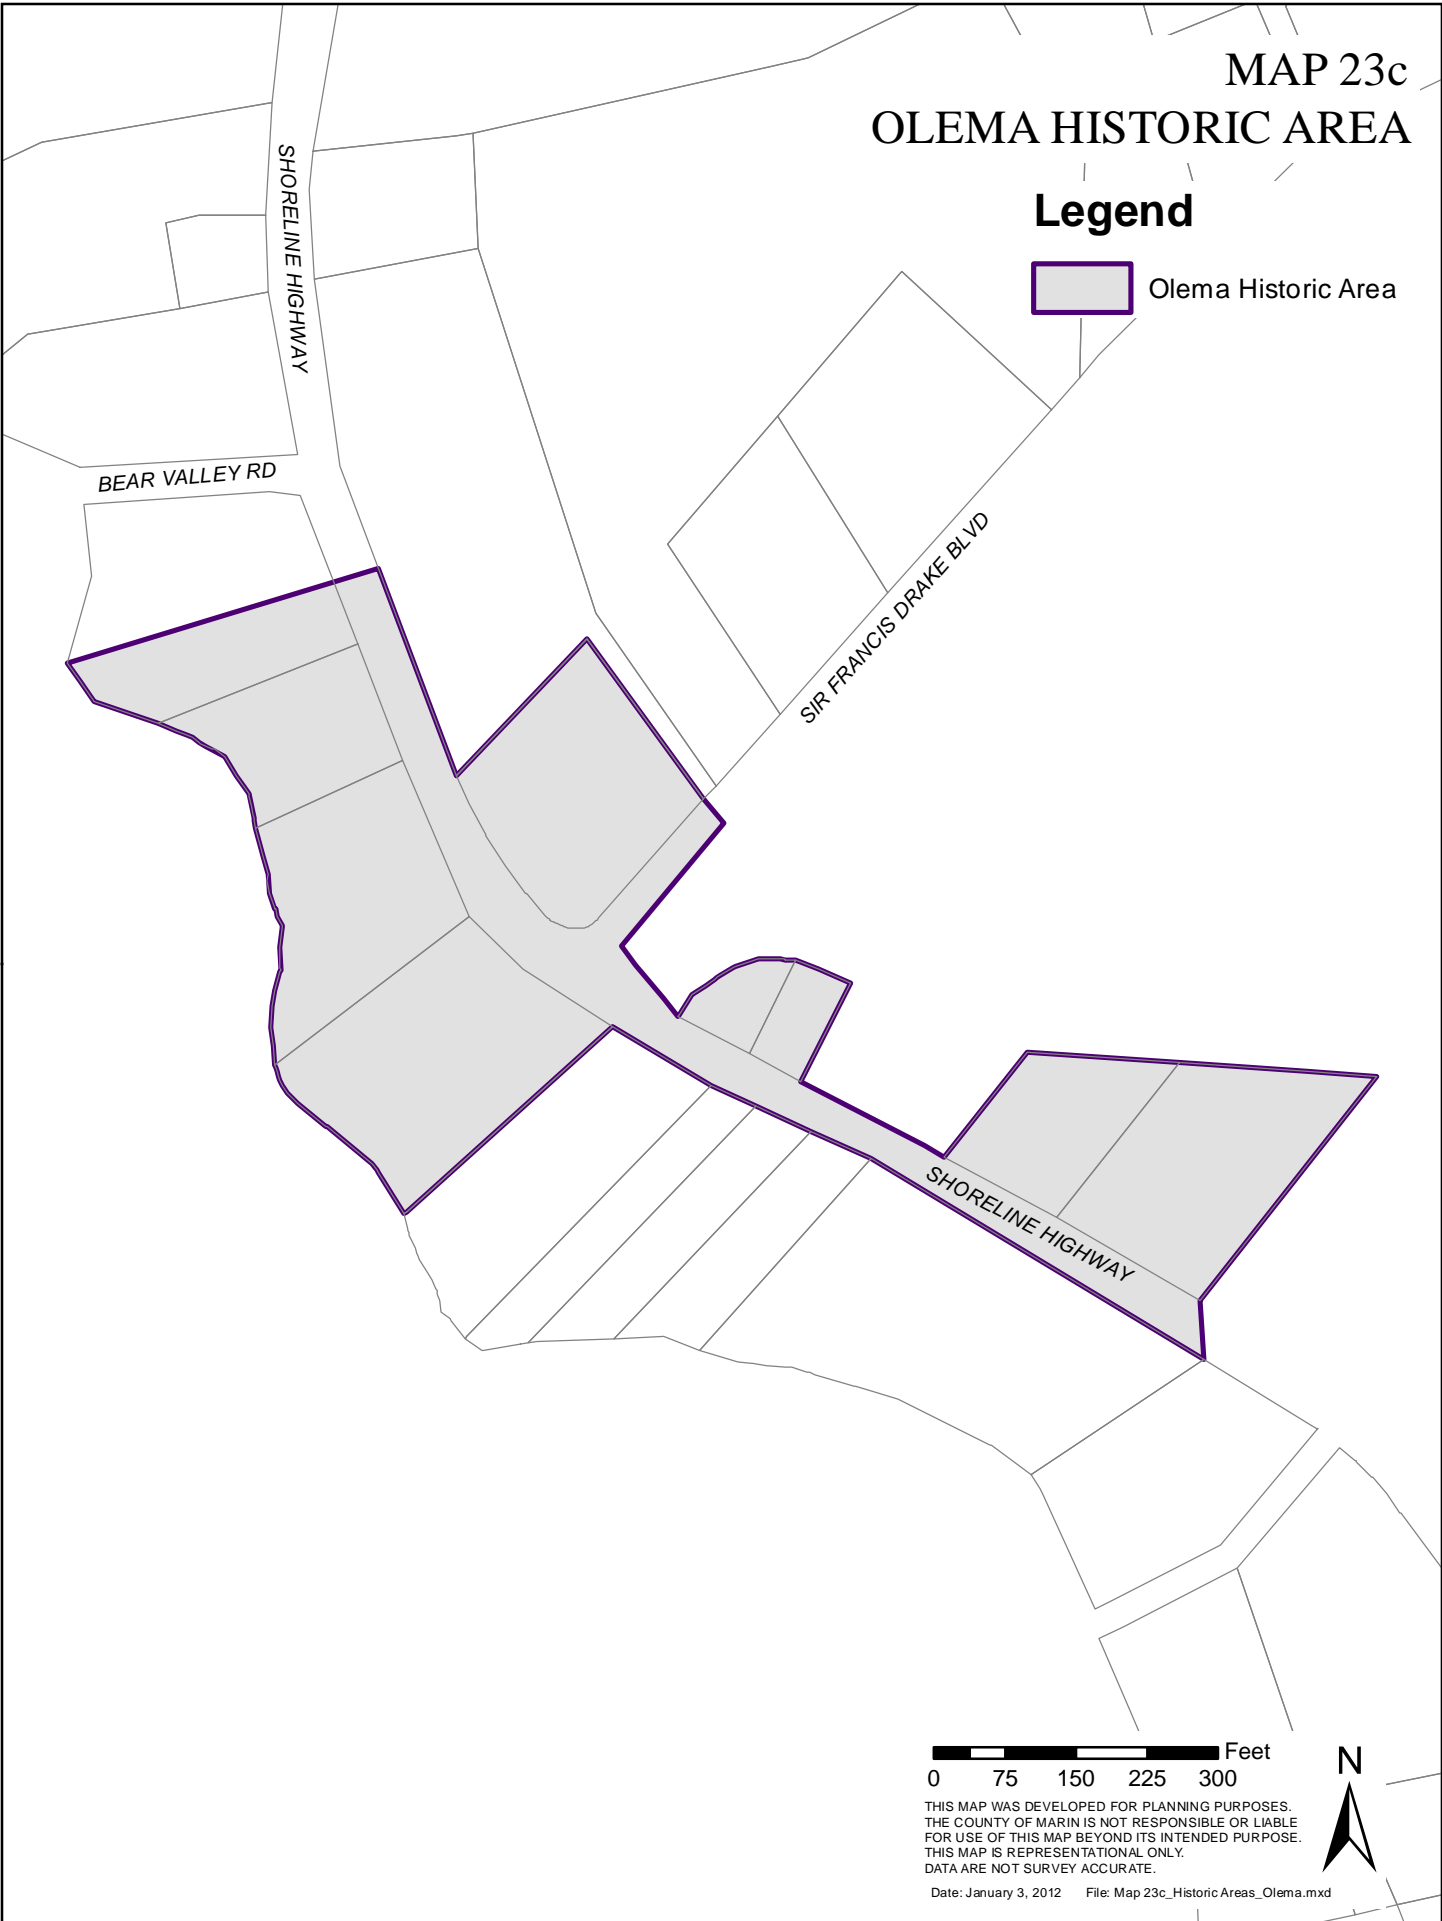 MAP 23c
OLEMA HISTORIC AREA
Legend
Olema Historic Area
SHORELINE HIGHWAY
BEAR VALLEY RD
SIR FRANCIS DRAKE BLVD
SHORELINE HIGHWAY
Feet
0 75 150 225 300
N
THIS MAP WAS DEVELOPED FOR PLANNING PURPOSES.
THE COUNTY OF MARIN IS NOT RESPONSIBLE OR LIABLE
FOR USE OF THIS MAP BEYOND ITS INTENDED PURPOSE.
THIS MAP IS REPRESENTATIONAL ONLY.
DATA ARE NOT SURVEY ACCURATE.
Date: January 3, 2012 File: Map 23c_Historic Areas_Olema.mxd